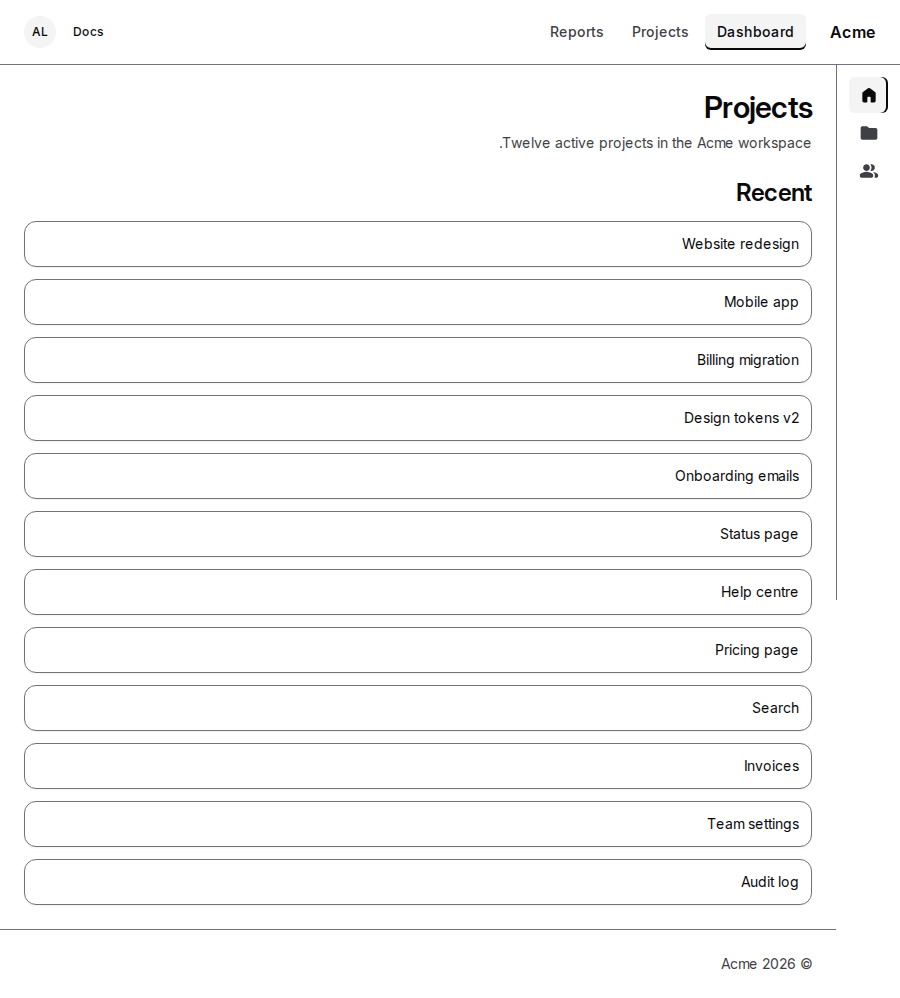 Acme
Dashboard
Projects
Reports
Docs
AL
Projects
Twelve active projects in the Acme workspace.
Recent
Website redesign
Mobile app
Billing migration
Design tokens v2
Onboarding emails
Status page
Help centre
Pricing page
Search
Invoices
Team settings
Audit log
© 2026 Acme